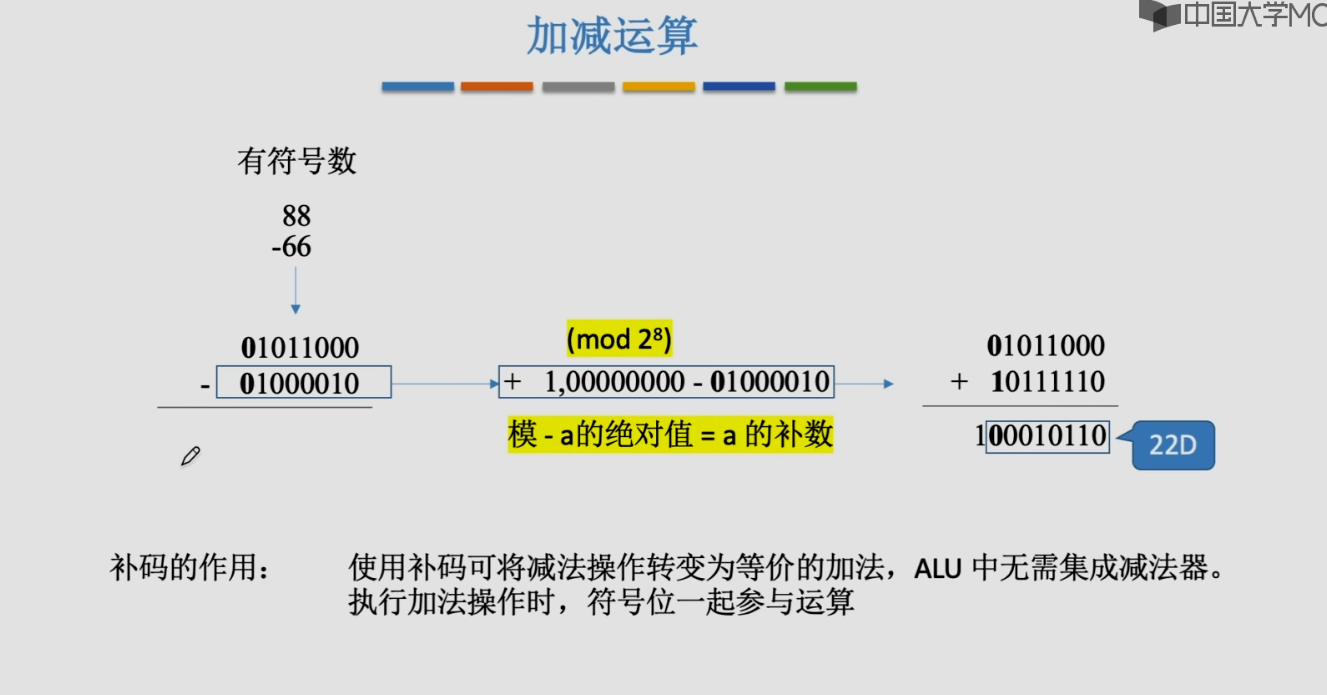 中国大学MO
加减运算
有符号数
88
-66
01011000
- 01000010
(mod 2⁸)
+ 1,00000000 - 01000010
模 - a的绝对值 = a 的补数
01011000
+ 10111110
100010110
22D
补码的作用： 使用补码可将减法操作转变为等价的加法，ALU 中无需集成减法器。
执行加法操作时，符号位一起参与运算